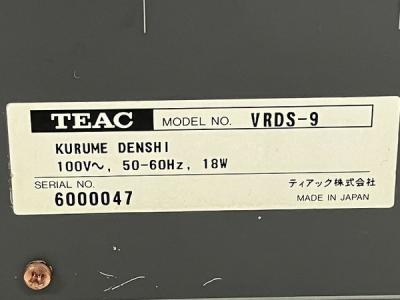 TEAC MODEL NO. VRDS-9
KURUME DENSHI
100V～, 50-60Hz, 18W
SERIAL NO. ティアック株式会社
6000047 MADE IN JAPAN